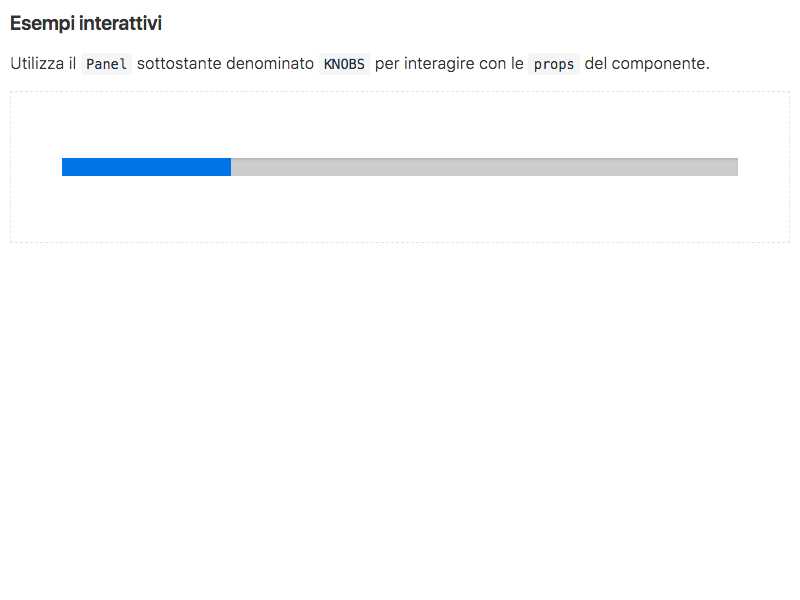 Esempi interattivi
Utilizza il Panel sottostante denominato KNOBS per interagire con le props del componente.